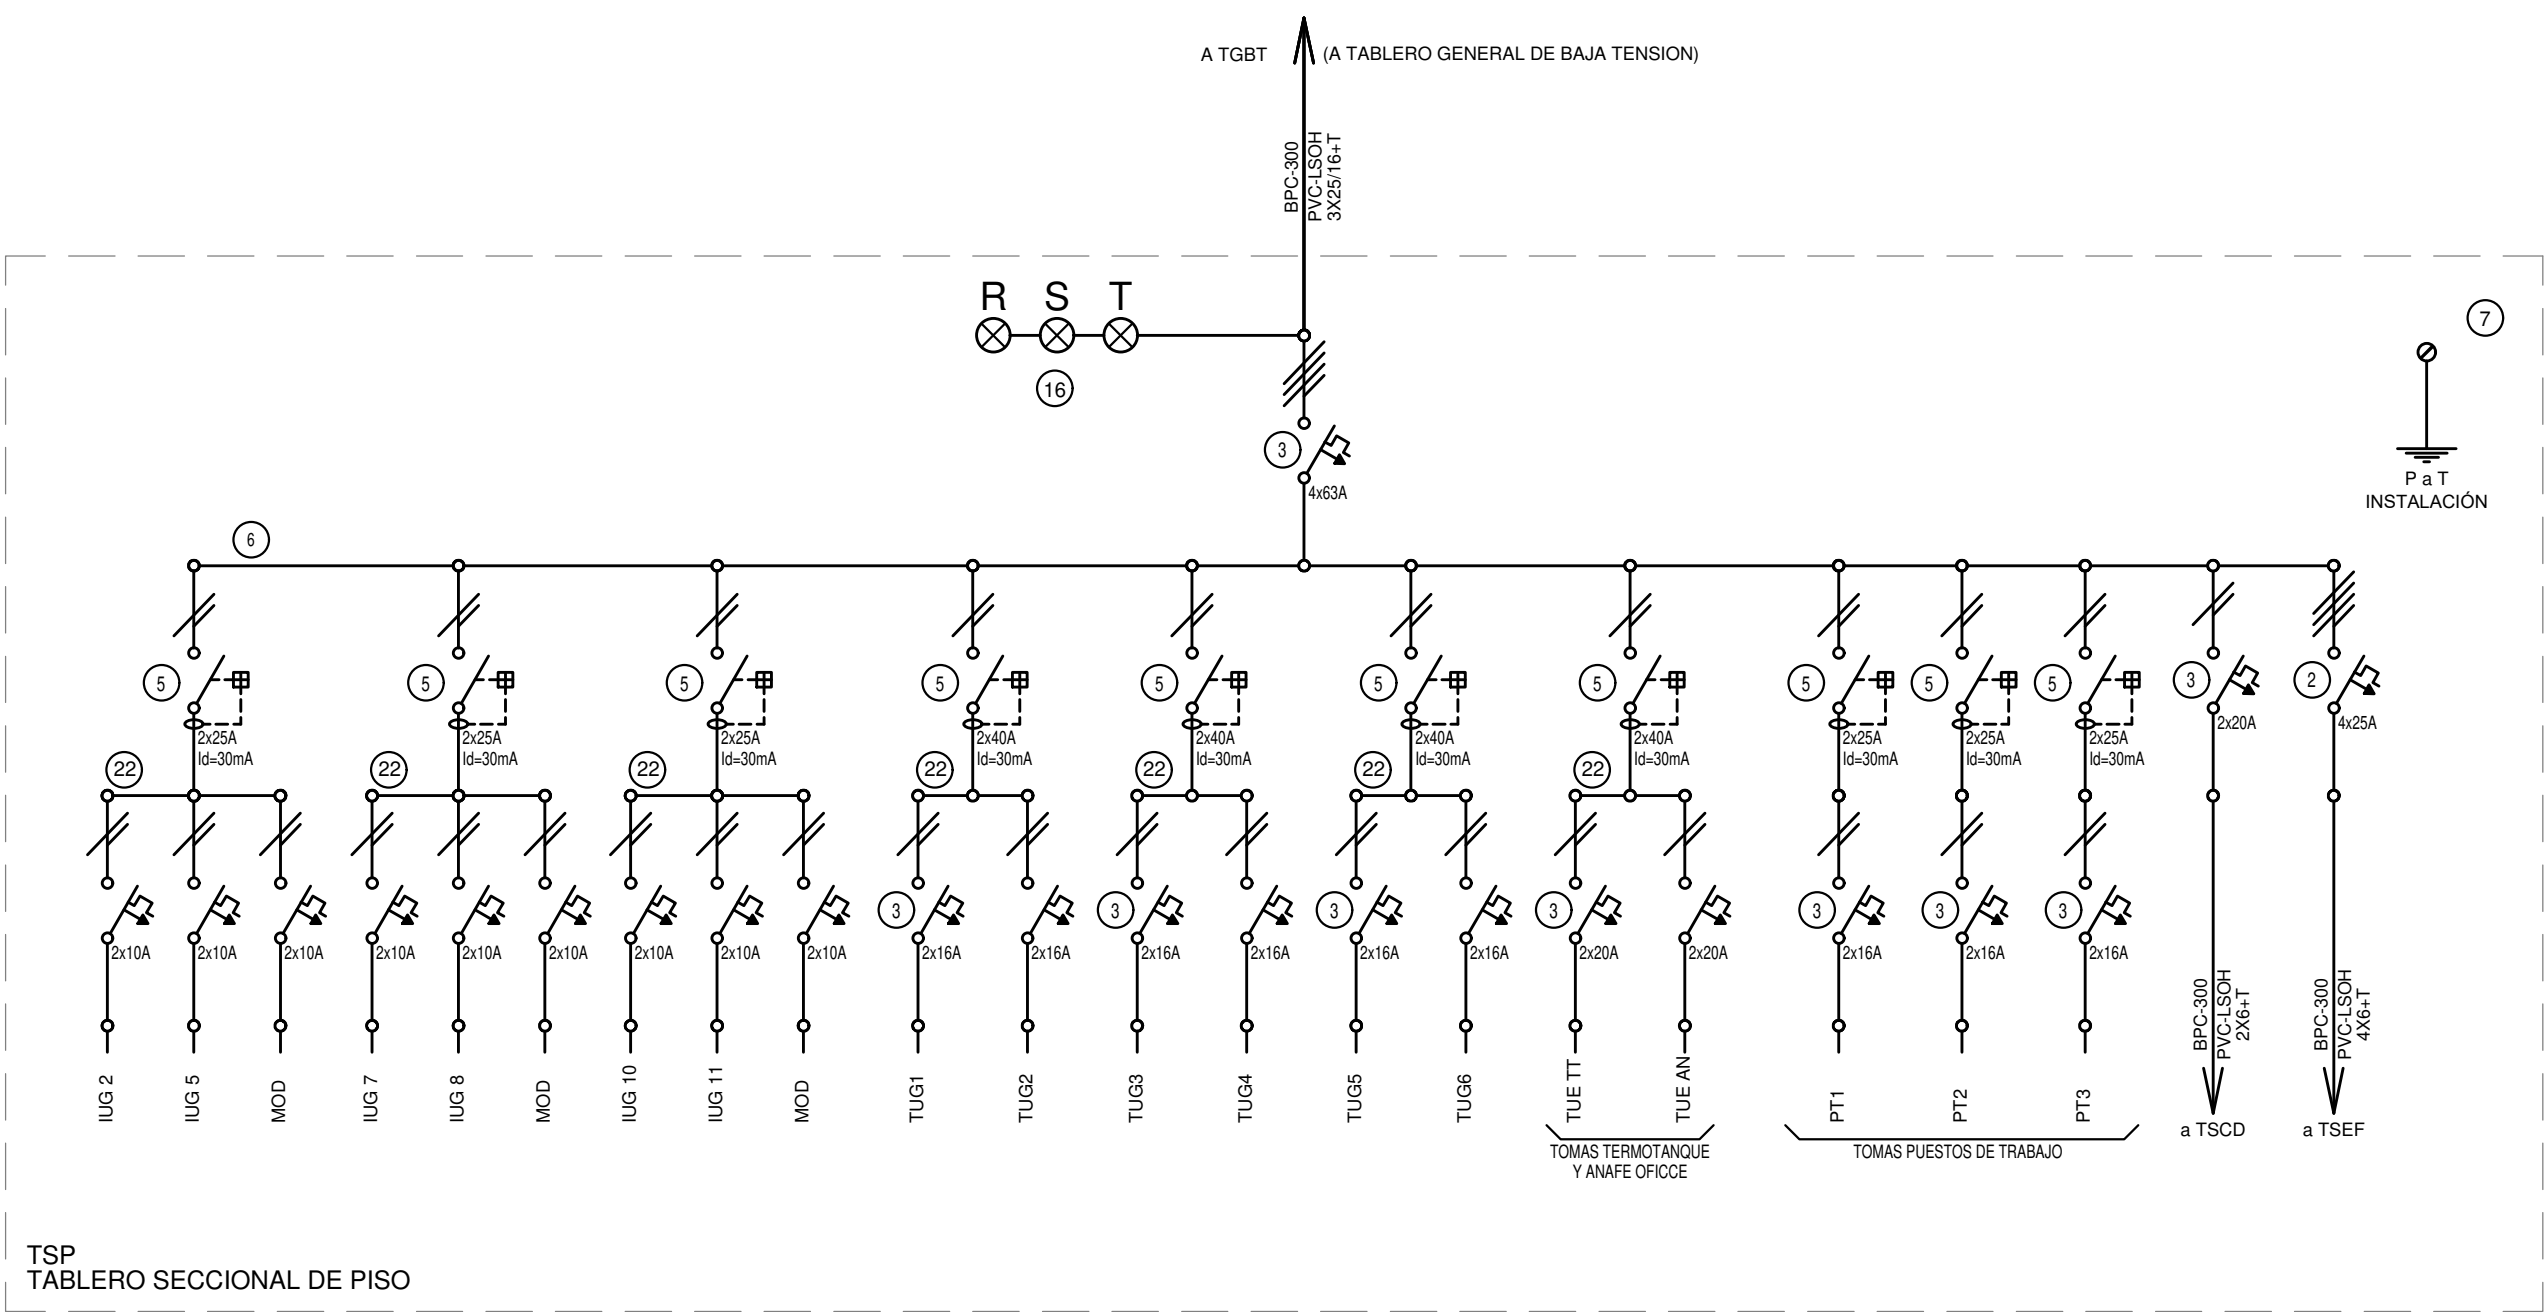 A TGBT
(A TABLERO GENERAL DE BAJA TENSION)
BPC-300
PVC-LSOH
3X25/16+T
R S T
16
7
3
4x63A
P a T
INSTALACIÓN
6
5
2x25A
Id=30mA
5
2x25A
Id=30mA
5
2x25A
Id=30mA
5
2x40A
Id=30mA
5
2x40A
Id=30mA
5
2x40A
Id=30mA
5
2x40A
Id=30mA
5
2x25A
Id=30mA
5
2x25A
Id=30mA
5
2x25A
Id=30mA
3
2x20A
2
4x25A
22
22
22
22
22
22
22
2x10A
2x10A
2x10A
2x10A
2x10A
2x10A
2x10A
2x10A
2x10A
3
2x16A
2x16A
3
2x16A
2x16A
3
2x16A
2x16A
3
2x20A
2x20A
3
2x16A
3
2x16A
3
2x16A
BPC-300
PVC-LSOH
2X6+T
BPC-300
PVC-LSOH
4X6+T
IUG 2
IUG 5
MOD
IUG 7
IUG 8
MOD
IUG 10
IUG 11
MOD
TUG1
TUG2
TUG3
TUG4
TUG5
TUG6
TUE TT
TUE AN
PT1
PT2
PT3
a TSCD
a TSEF
TOMAS TERMOTANQUE
Y ANAFE OFICCE
TOMAS PUESTOS DE TRABAJO
TSP
TABLERO SECCIONAL DE PISO